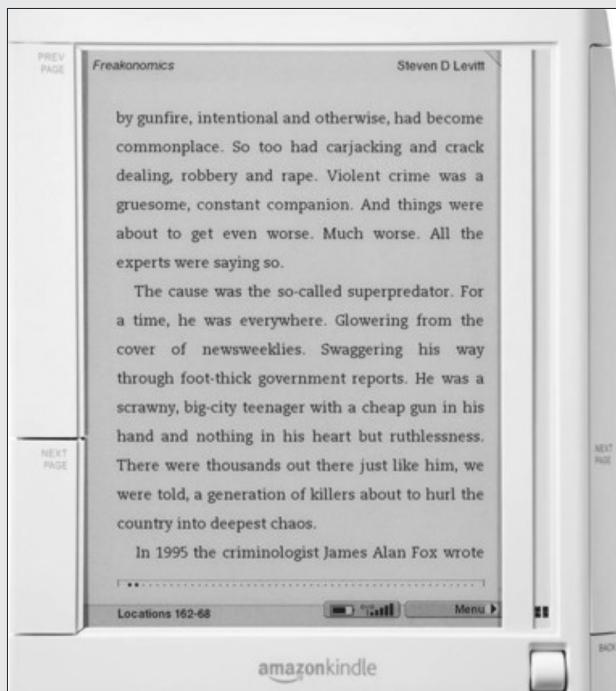 PREV
PAGE
Freakonomics Steven D Levitt
by gunfire, intentional and otherwise, had become
commonplace. So too had carjacking and crack
dealing, robbery and rape. Violent crime was a
gruesome, constant companion. And things were
about to get even worse. Much worse. All the
experts were saying so.
The cause was the so-called superpredator. For
a time, he was everywhere. Glowering from the
cover of newsweeklies. Swaggering his way
through foot-thick government reports. He was a
scrawny, big-city teenager with a cheap gun in his
hand and nothing in his heart but ruthlessness.
There were thousands out there just like him, we
were told, a generation of killers about to hurl the
country into deepest chaos.
In 1995 the criminologist James Alan Fox wrote
NEXT
PAGE
NEXT
PAGE
Locations 162-68 Menu
BACK
amazonkindle